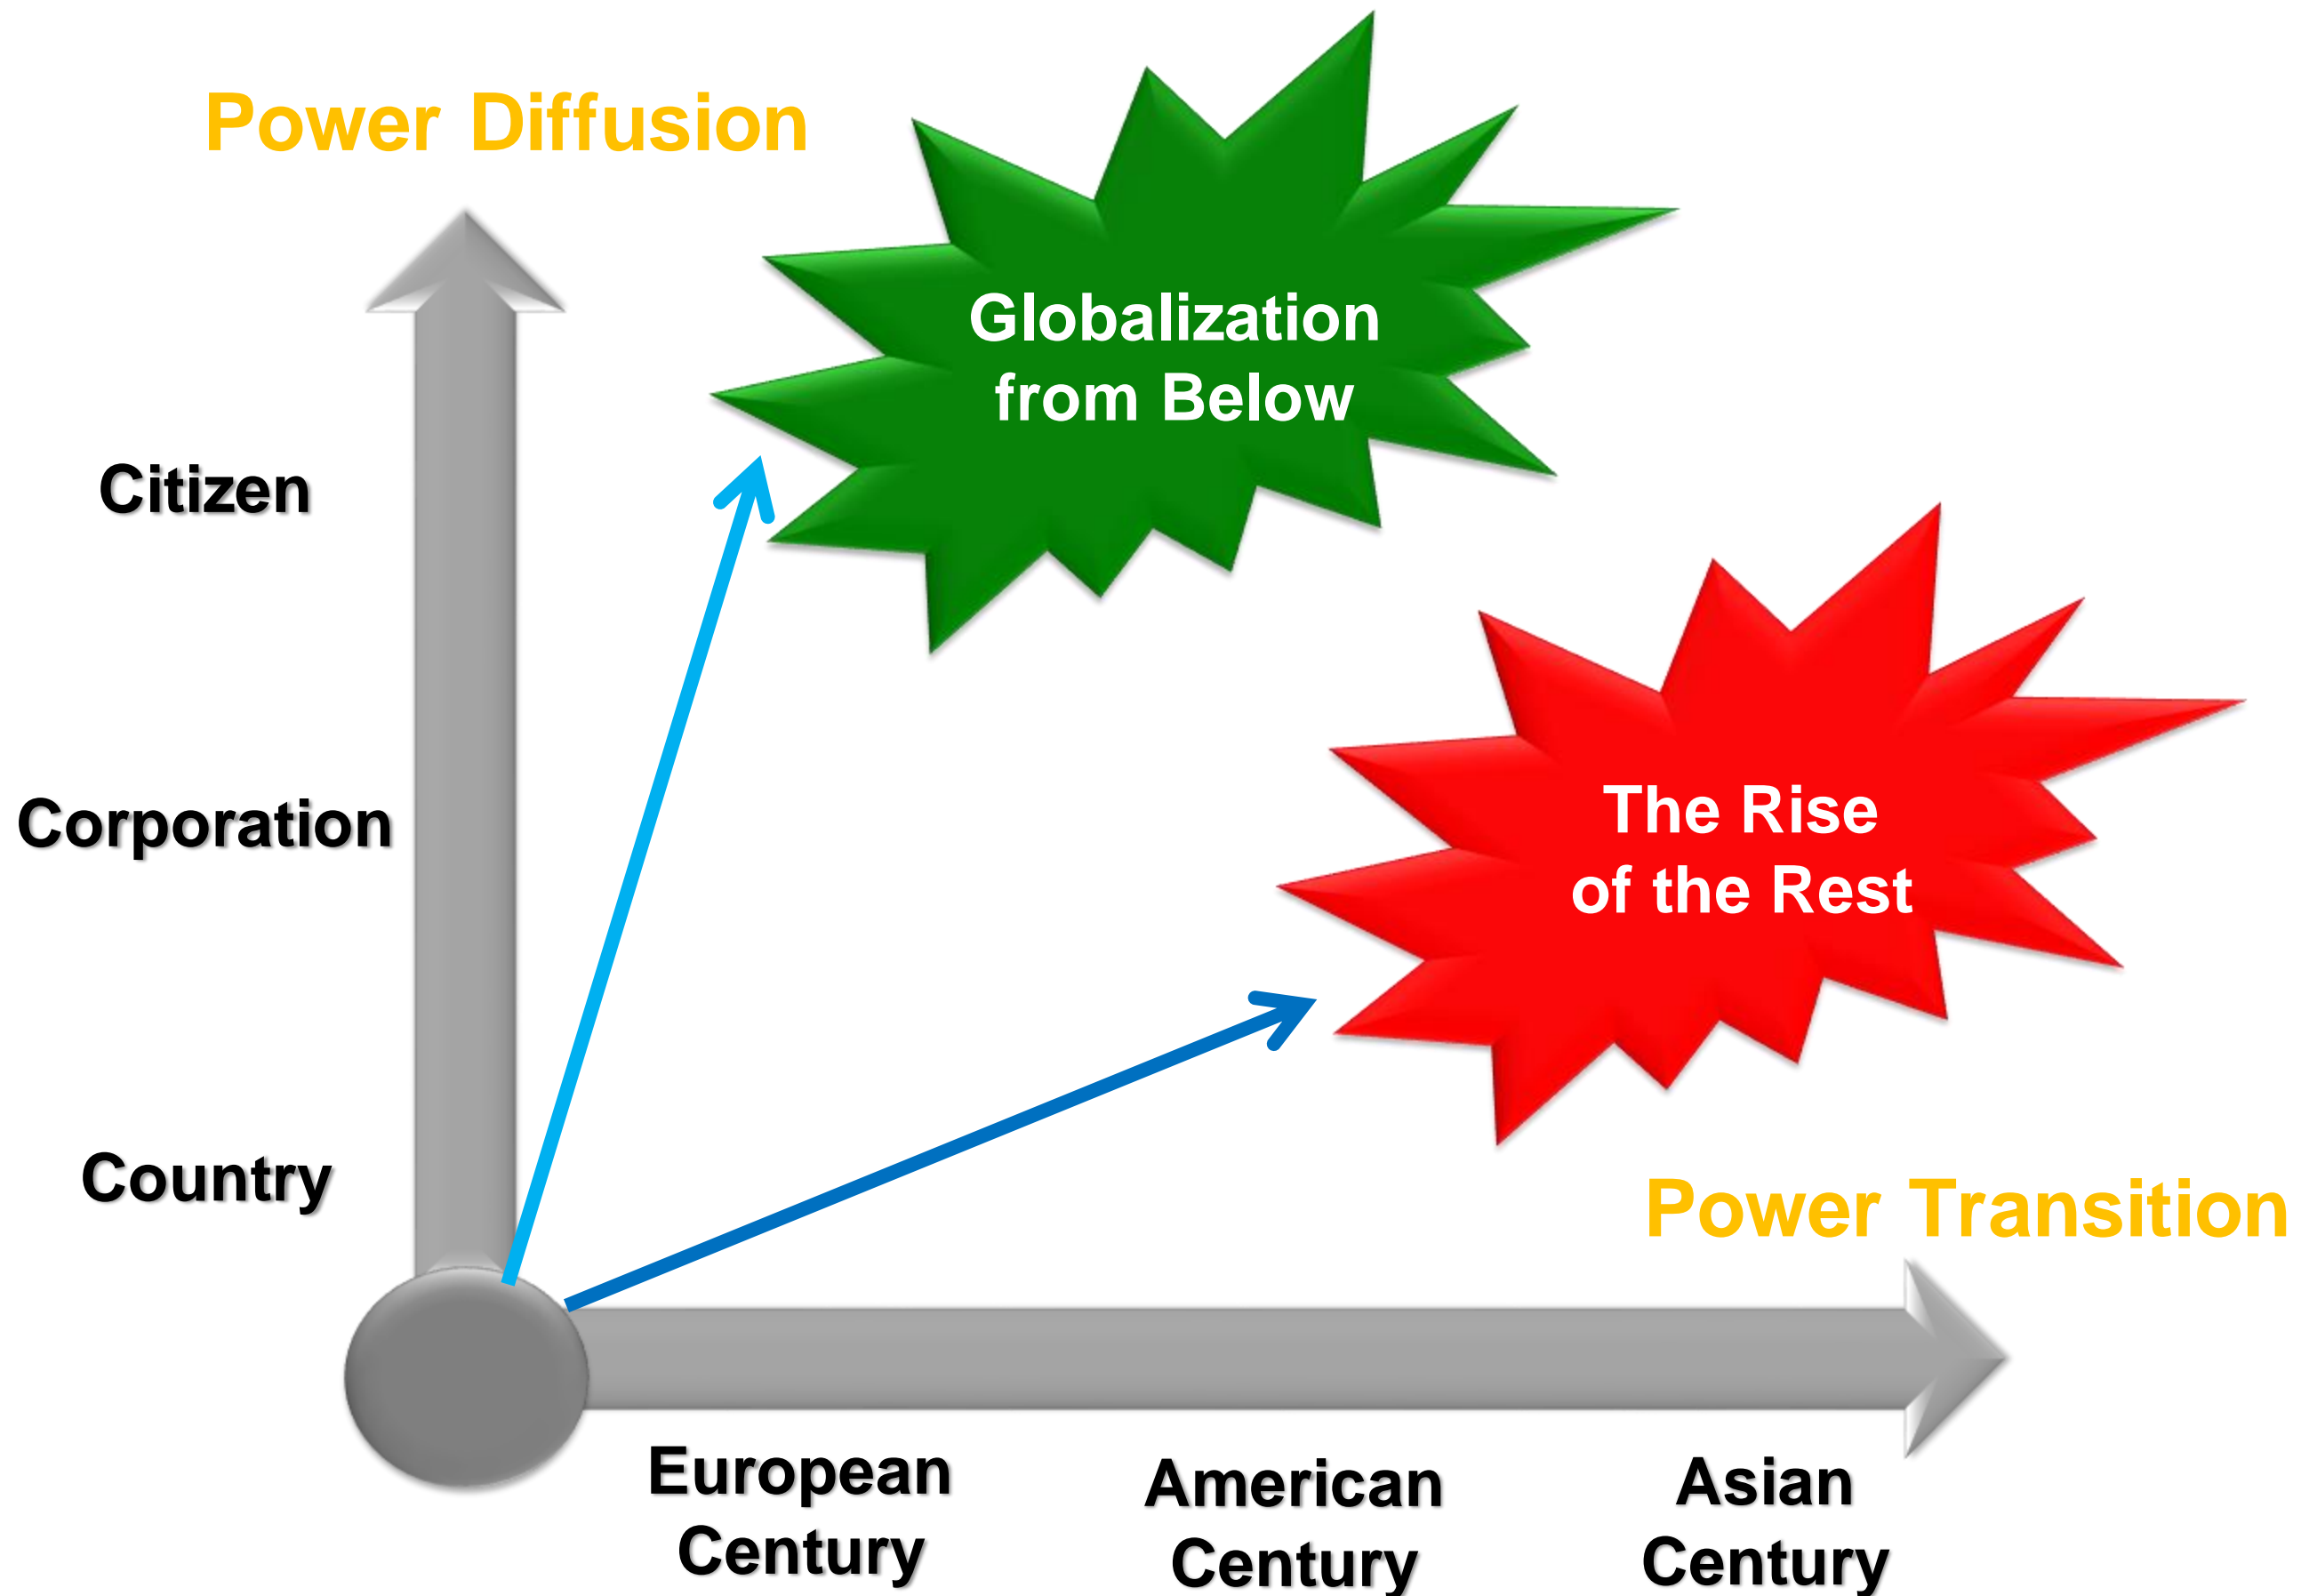 Power Diffusion
Globalization
from Below
Citizen
Corporation
The Rise
of the Rest
Country
Power Transition
European
Century
American
Century
Asian
Century